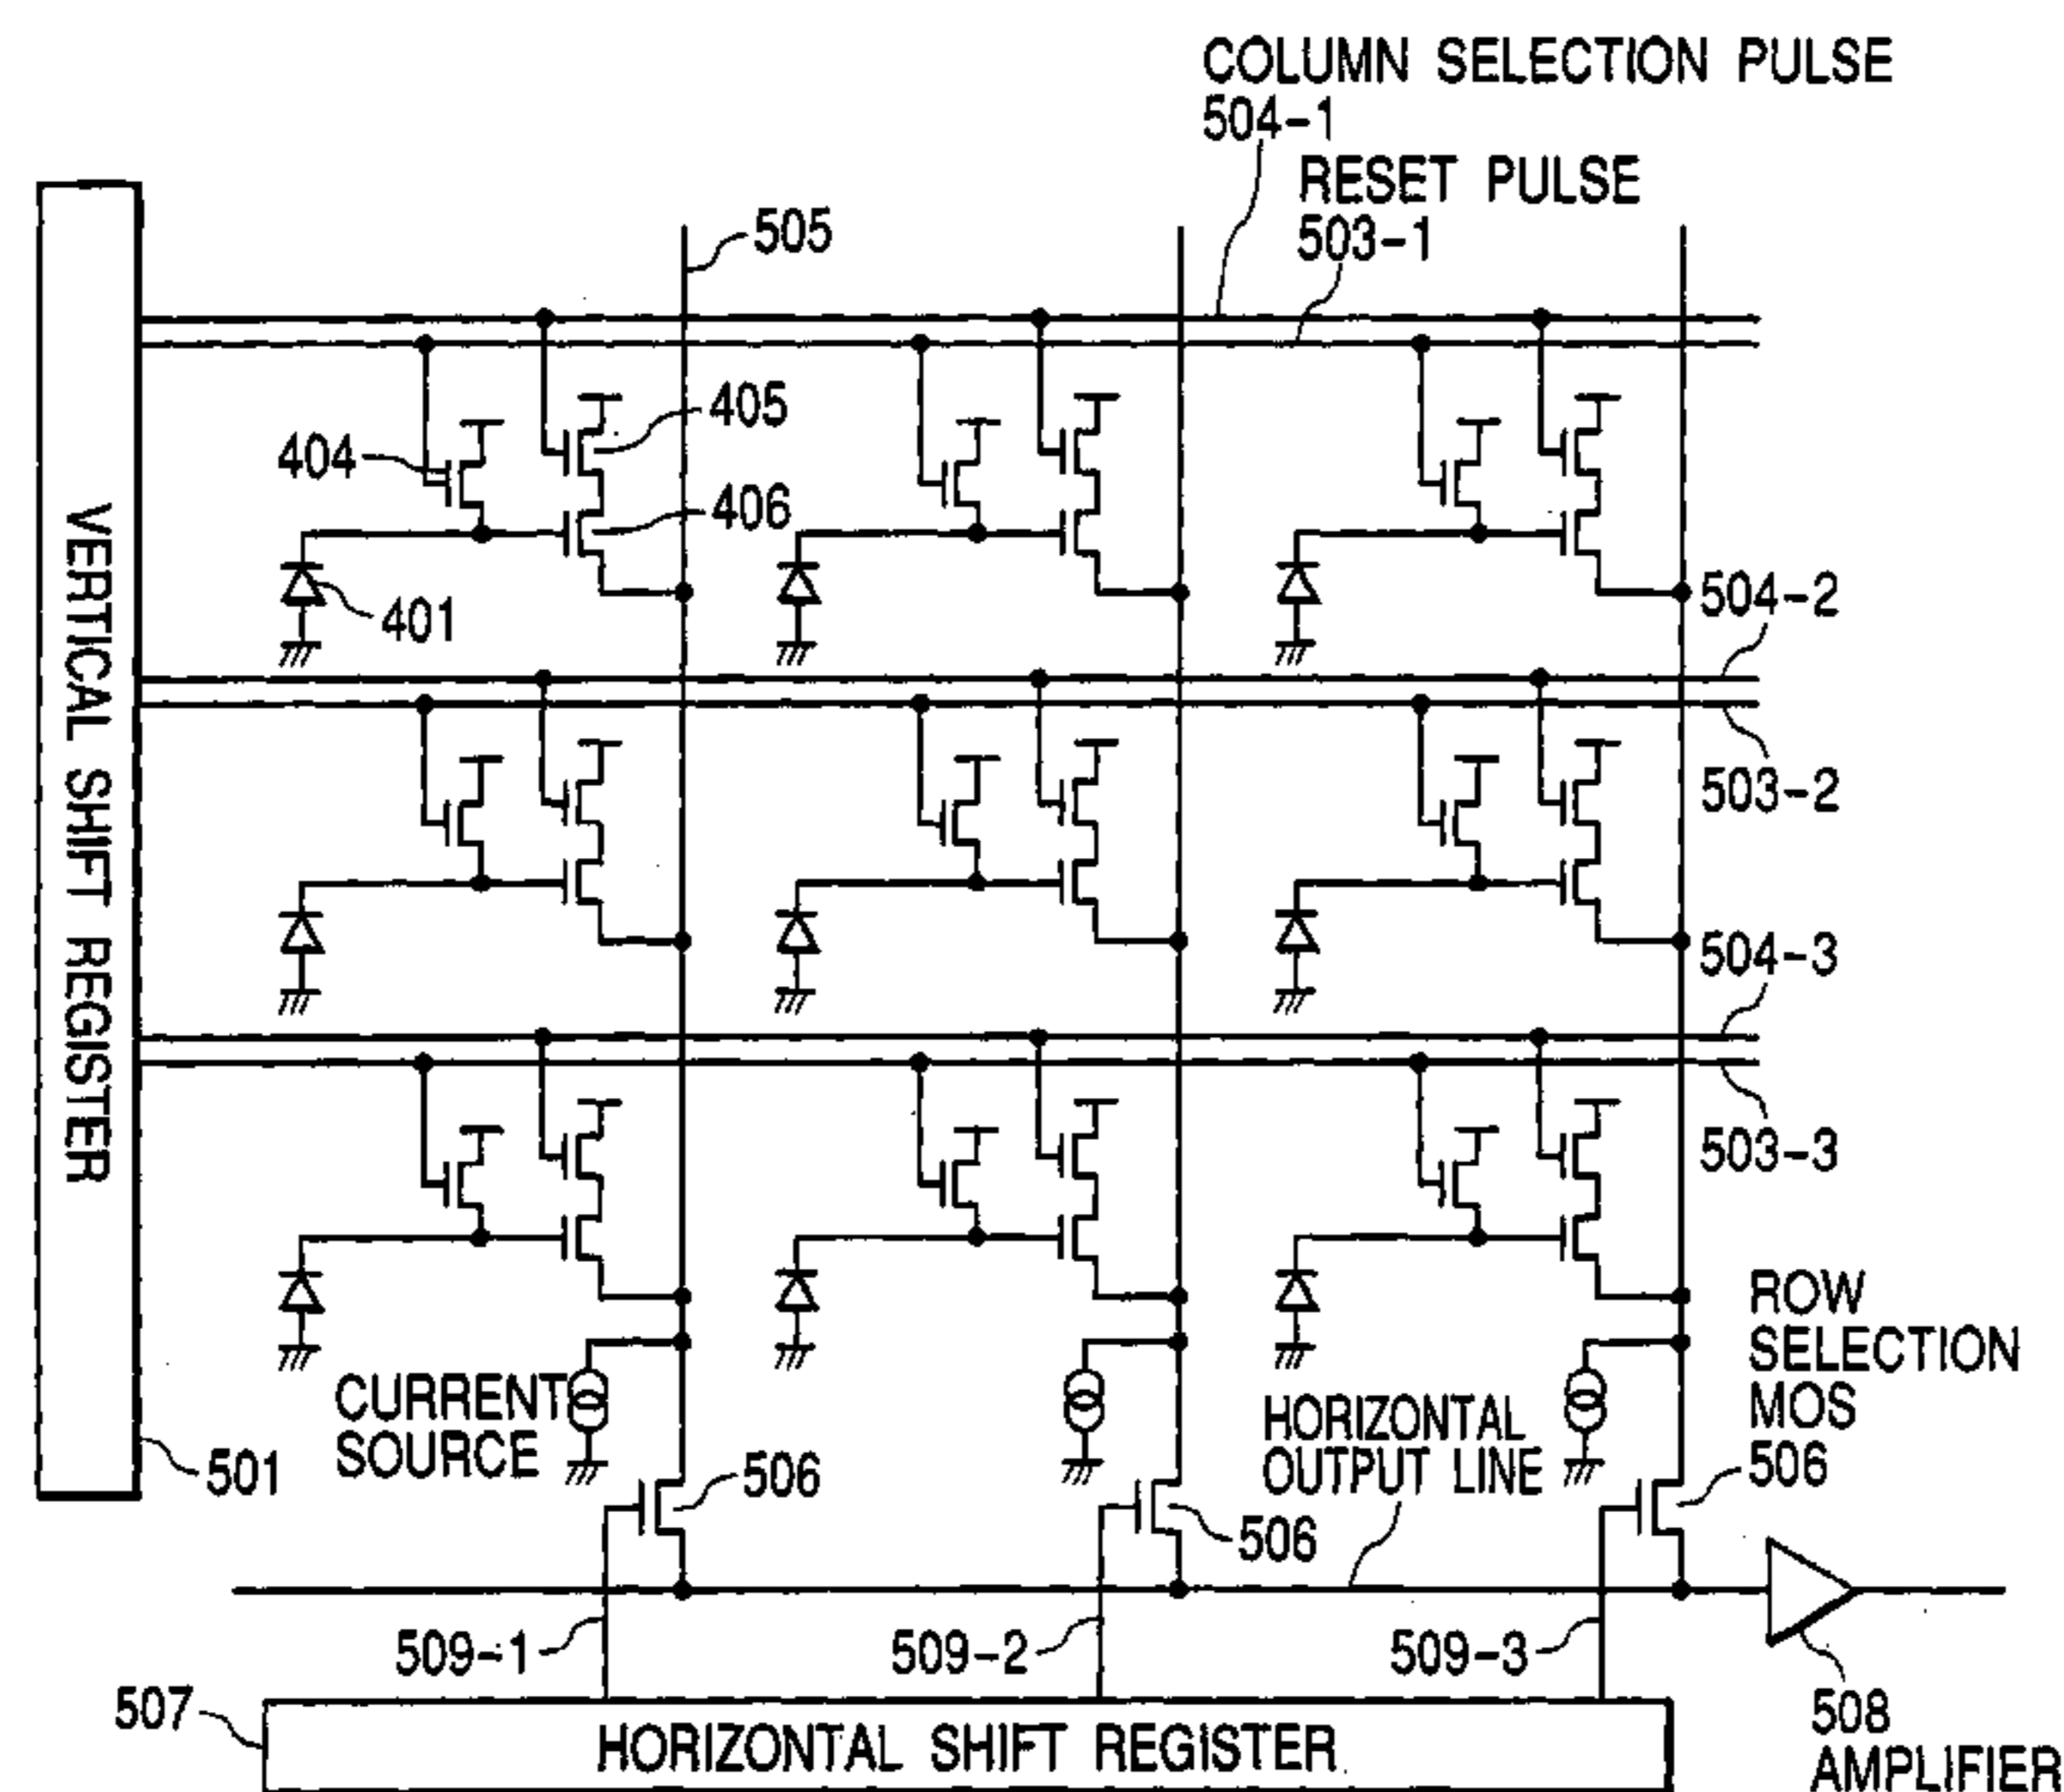 COLUMN SELECTION PULSE
504-1
RESET PULSE
503-1
505
405
404
406
401
504-2
503-2
504-3
503-3
VERTICAL SHIFT REGISTER
501
CURRENT
SOURCE
506
HORIZONTAL
OUTPUT LINE
506
ROW
SELECTION
MOS
506
509-1
509-2
509-3
507
HORIZONTAL SHIFT REGISTER
508
AMPLIFIER